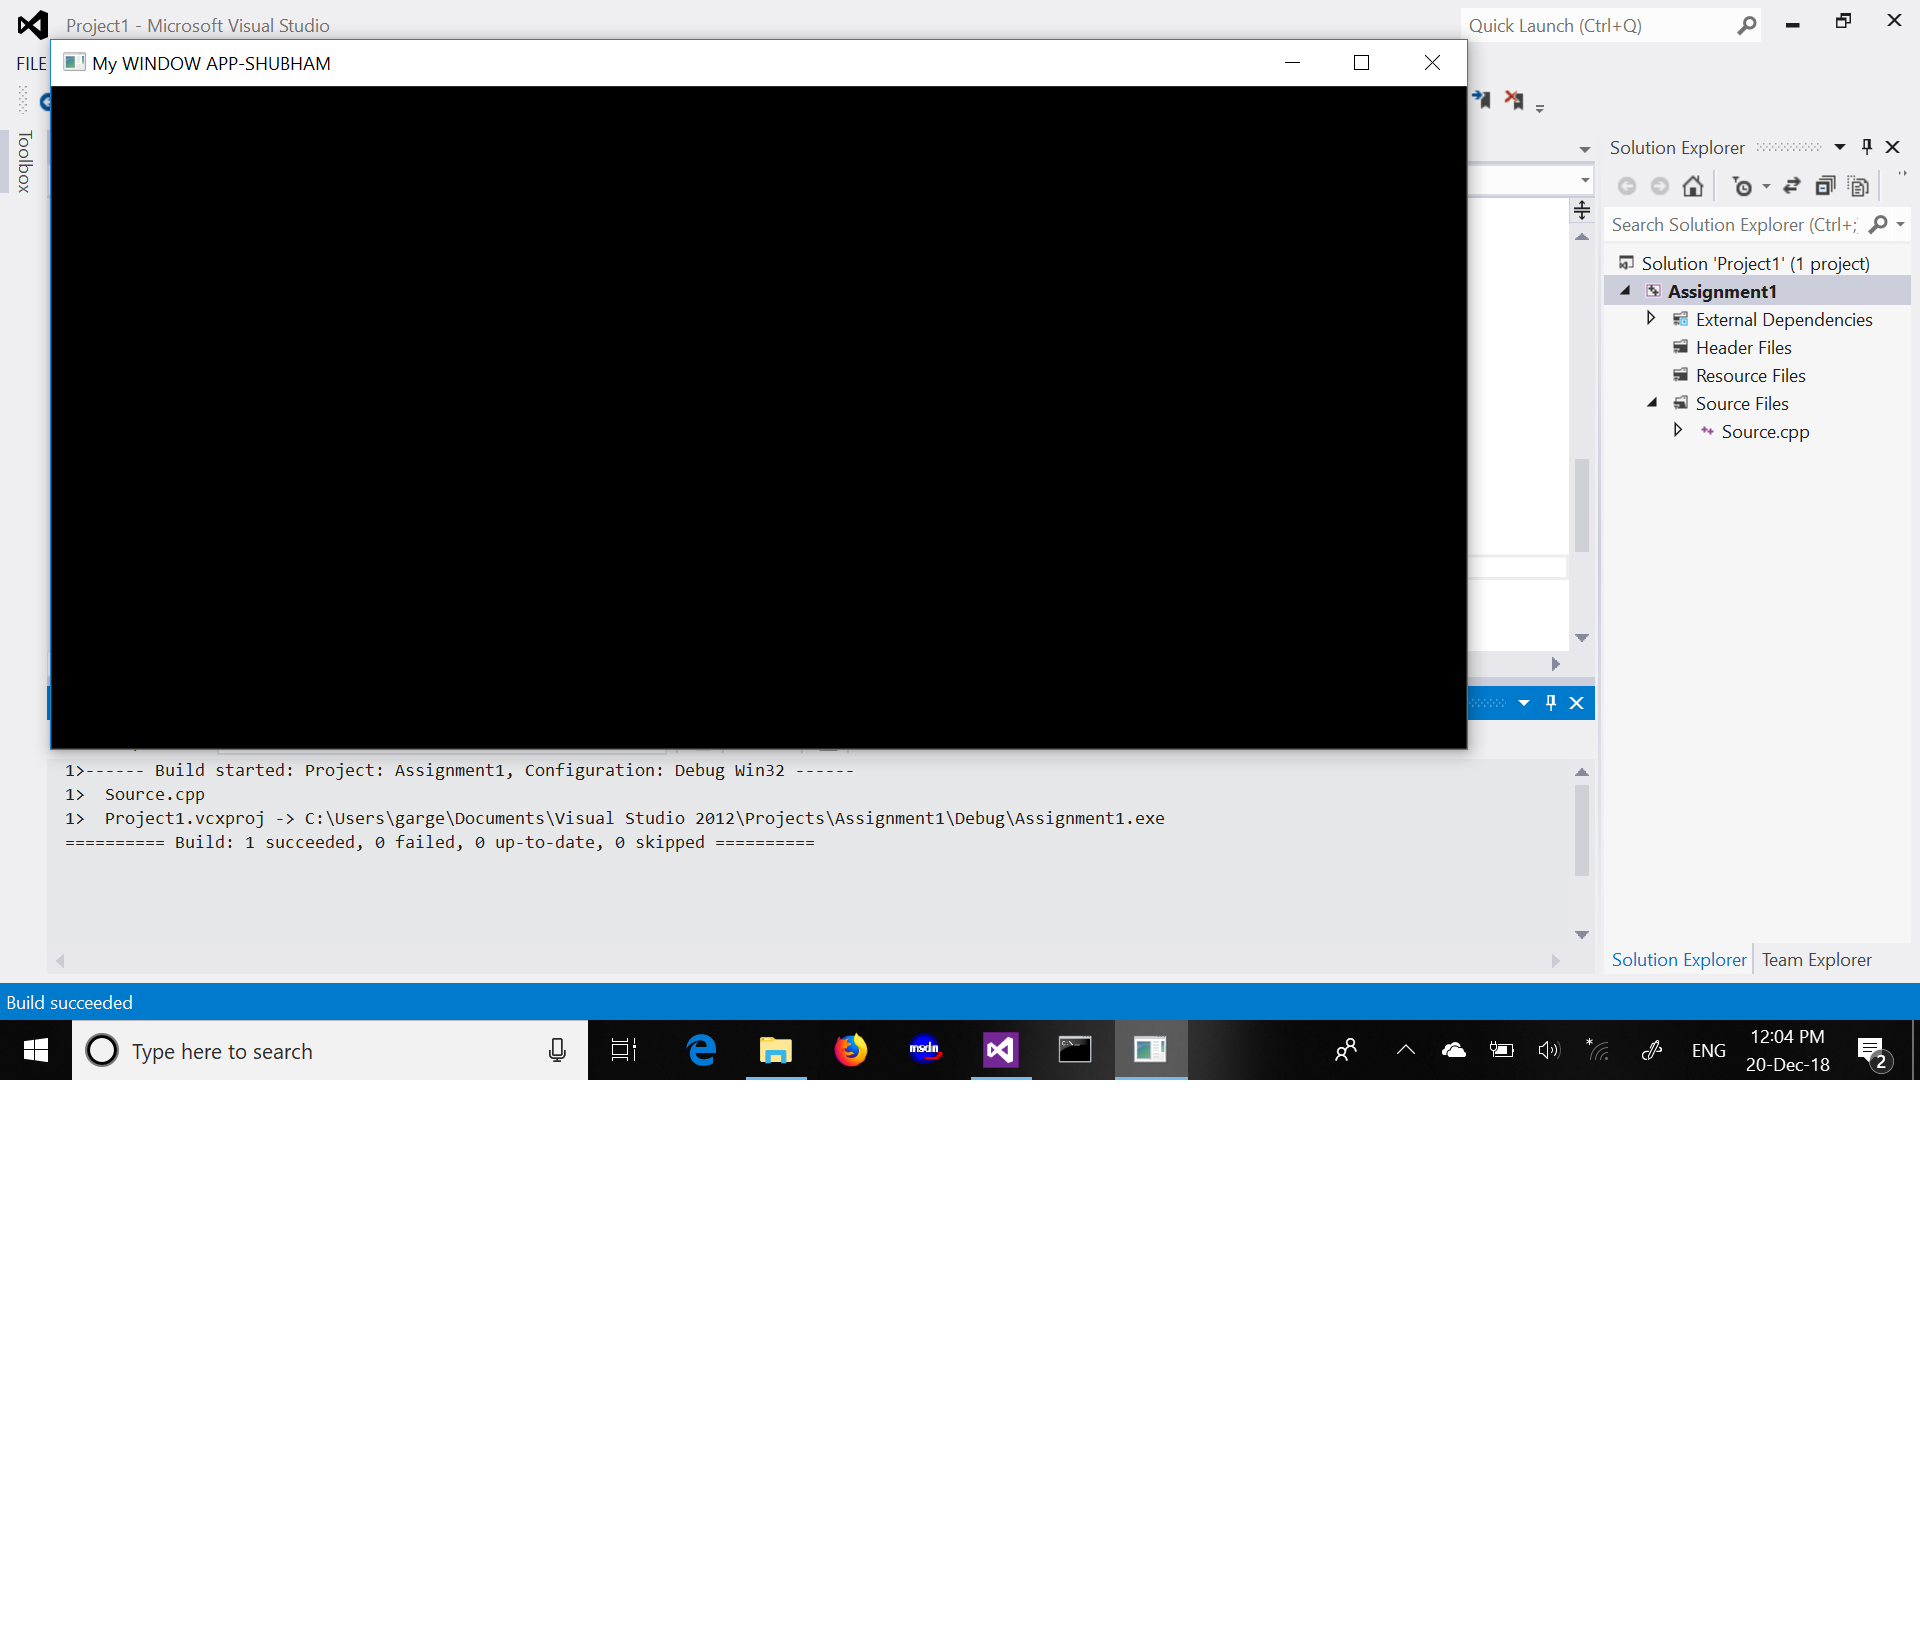 Project1 - Microsoft Visual Studio
Quick Launch (Ctrl+Q)
FILE
My WINDOW APP-SHUBHAM
Toolbox
Solution Explorer
Search Solution Explorer (Ctrl+;
Solution 'Project1' (1 project)
Assignment1
External Dependencies
Header Files
Resource Files
Source Files
Source.cpp
1>------ Build started: Project: Assignment1, Configuration: Debug Win32 ------
1>  Source.cpp
1>  Project1.vcxproj -> C:\Users\garge\Documents\Visual Studio 2012\Projects\Assignment1\Debug\Assignment1.exe
========== Build: 1 succeeded, 0 failed, 0 up-to-date, 0 skipped ==========
Solution Explorer
Team Explorer
Build succeeded
Type here to search
msdn
C:\
ENG
12:04 PM
20-Dec-18
2